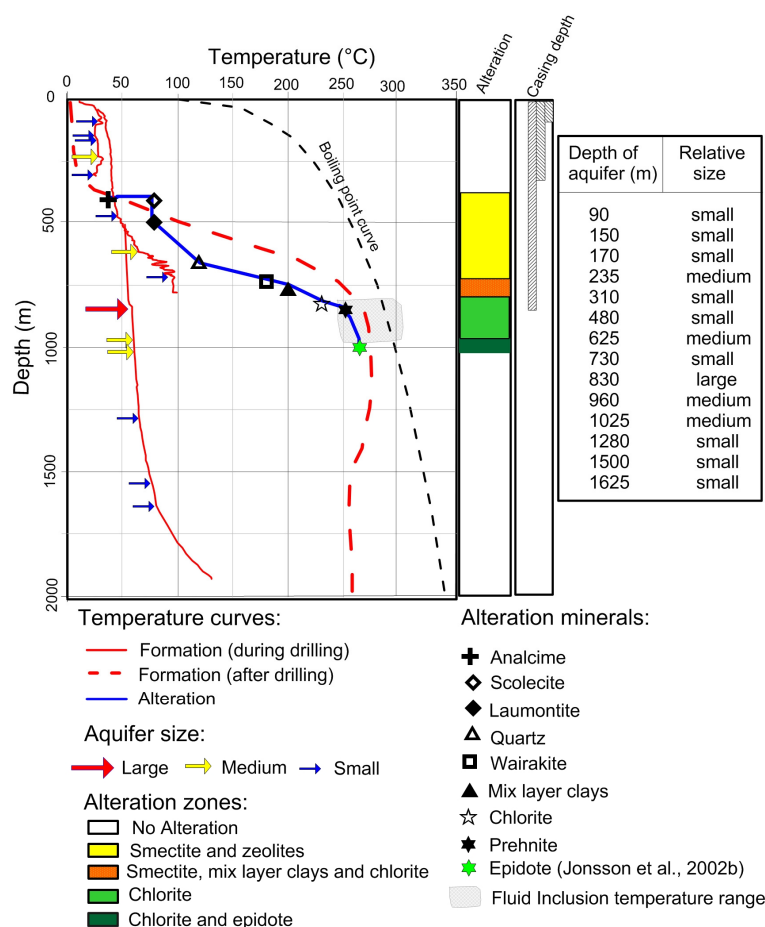 Temperature (°C)
0 50 100 150 200 250 300 350
Alteration
Casing depth
Depth (m)
0
500
1000
1500
2000
Boiling point curve
Depth of aquifer (m) Relative size
90 small
150 small
170 small
235 medium
310 small
480 small
625 medium
730 small
830 large
960 medium
1025 medium
1280 small
1500 small
1625 small
Temperature curves:
Formation (during drilling)
Formation (after drilling)
Alteration
Aquifer size:
Large Medium Small
Alteration zones:
No Alteration
Smectite and zeolites
Smectite, mix layer clays and chlorite
Chlorite
Chlorite and epidote
Alteration minerals:
Analcime
Scolecite
Laumontite
Quartz
Wairakite
Mix layer clays
Chlorite
Prehnite
Epidote (Jonsson et al., 2002b)
Fluid Inclusion temperature range